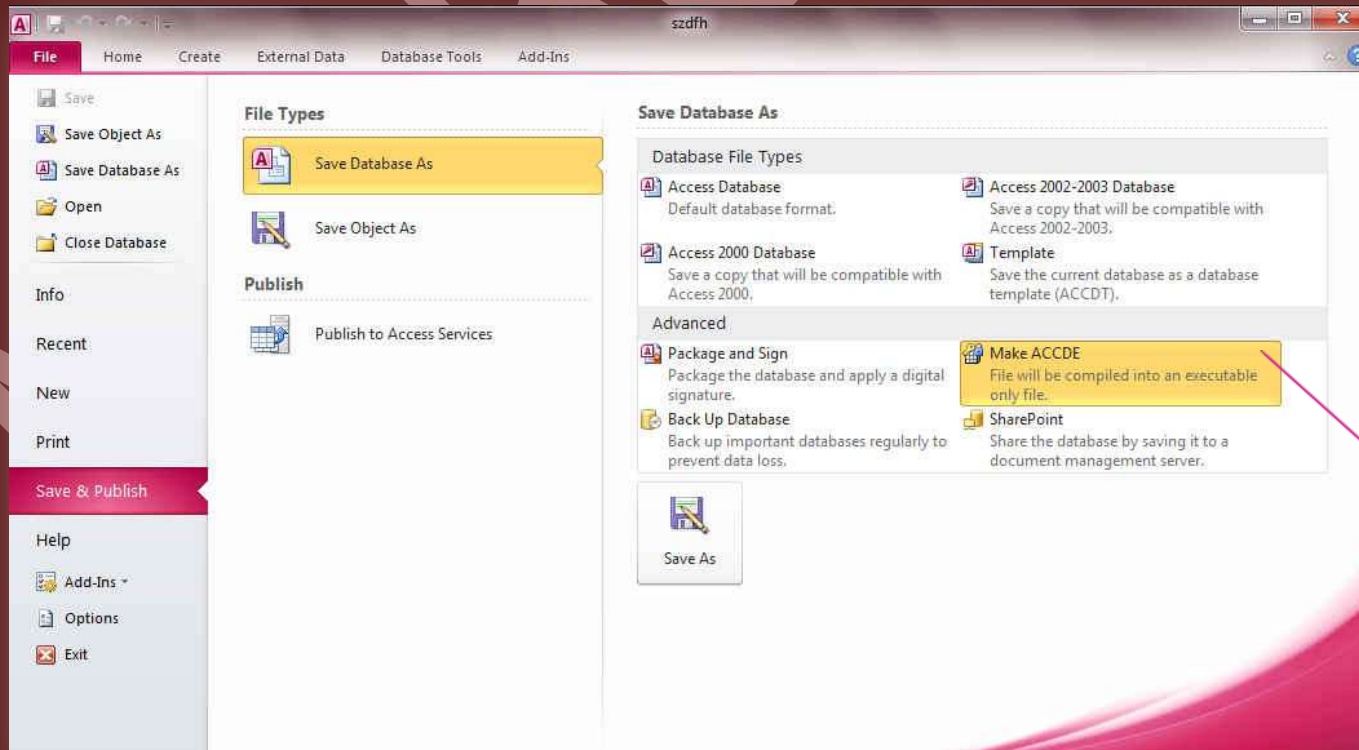 szdfh
File Home Create External Data Database Tools Add-Ins
Save
Save Object As
Save Database As
Open
Close Database
Info
Recent
New
Print
Save & Publish
Help
Add-Ins
Options
Exit
File Types
Save Database As
Save Object As
Publish
Publish to Access Services
Save Database As
Database File Types
Access Database
Default database format.
Access 2002-2003 Database
Save a copy that will be compatible with
Access 2002-2003.
Access 2000 Database
Save a copy that will be compatible with
Access 2000.
Template
Save the current database as a database
template (ACCDT).
Advanced
Package and Sign
Package the database and apply a digital
signature.
Make ACCDE
File will be compiled into an executable
only file.
Back Up Database
Back up important databases regularly to
prevent data loss.
SharePoint
Share the database by saving it to a
document management server.
Save As